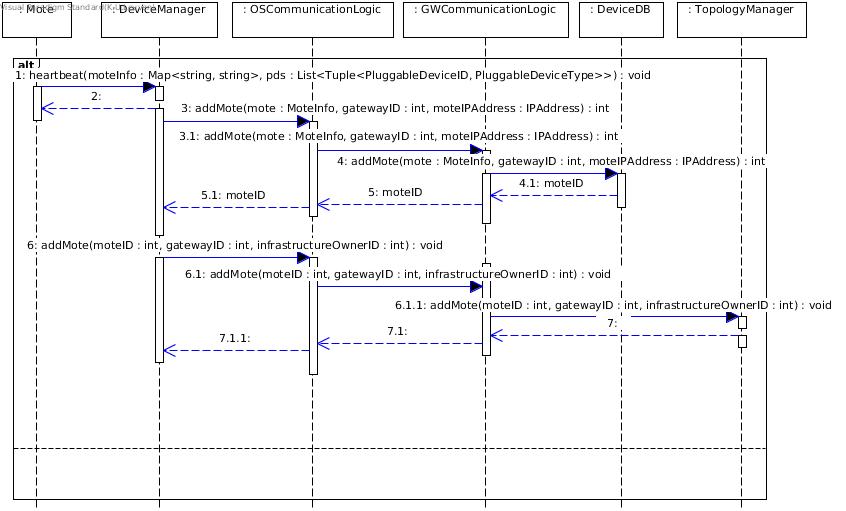 : Mote
: DeviceManager
: OSCommunicationLogic
: GWCommunicationLogic
: DeviceDB
: TopologyManager
alt
1: heartbeat(moteInfo : Map<string, string>, pds : List<Tuple<PluggableDeviceID, PluggableDeviceType>>) : void
2:
3: addMote(mote : MoteInfo, gatewayID : int, moteIPAddress : IPAddress) : int
3.1: addMote(mote : MoteInfo, gatewayID : int, moteIPAddress : IPAddress) : int
4: addMote(mote : MoteInfo, gatewayID : int, moteIPAddress : IPAddress) : int
4.1: moteID
5: moteID
5.1: moteID
6: addMote(moteID : int, gatewayID : int, infrastructureOwnerID : int) : void
6.1: addMote(moteID : int, gatewayID : int, infrastructureOwnerID : int) : void
6.1.1: addMote(moteID : int, gatewayID : int, infrastructureOwnerID : int) : void
7:
7.1:
7.1.1: